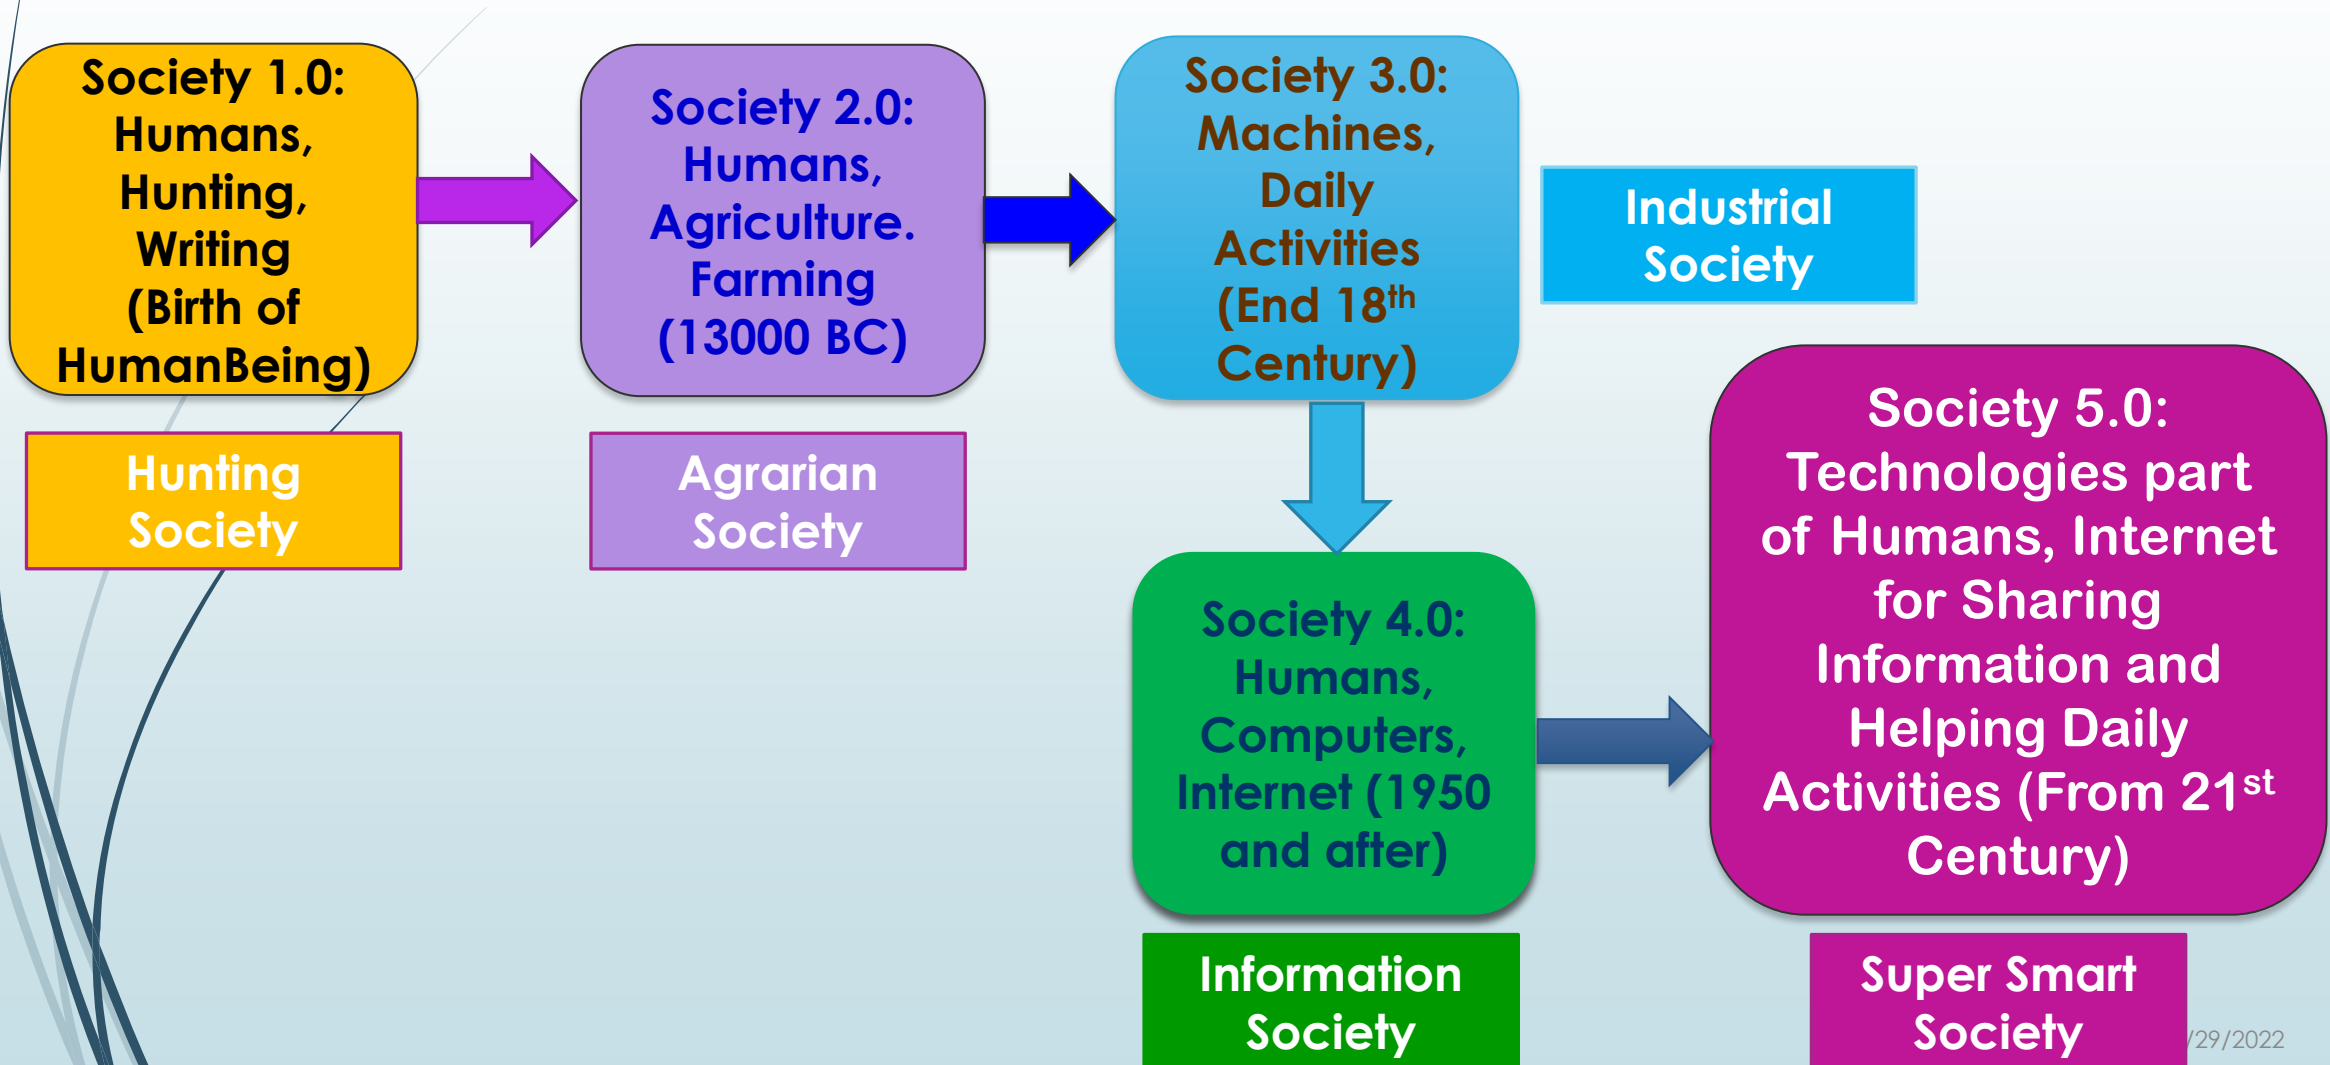 Society 1.0:
Humans,
Hunting,
Writing
(Birth of
HumanBeing)
Hunting
Society
Society 2.0:
Humans,
Agriculture.
Farming
(13000 BC)
Agrarian
Society
Society 3.0:
Machines,
Daily
Activities
(End 18th
Century)
Industrial
Society
Society 4.0:
Humans,
Computers,
Internet (1950
and after)
Information
Society
Society 5.0:
Technologies part
of Humans, Internet
for Sharing
Information and
Helping Daily
Activities (From 21st
Century)
Super Smart
Society
/29/2022